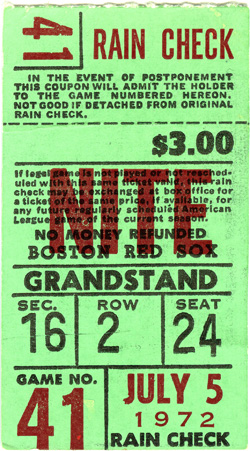 41
RAIN CHECK
IN THE EVENT OF POSTPONEMENT
THIS COUPON WILL ADMIT THE HOLDER
TO THE GAME NUMBERED HEREON.
NOT GOOD IF DETACHED FROM ORIGINAL
RAIN CHECK.
$3.00
NITE
If legal game is not played or not resched-
uled with this same ticket valid, this rain
check may be exchanged at box office for
a ticket of the same price, if available, for
any future regularly scheduled American
League game of the current season.
NO MONEY REFUNDED
BOSTON RED SOX
GRANDSTAND
SEC. ROW SEAT
16 2 24
GAME NO.
41
JULY 5
1972
RAIN CHECK